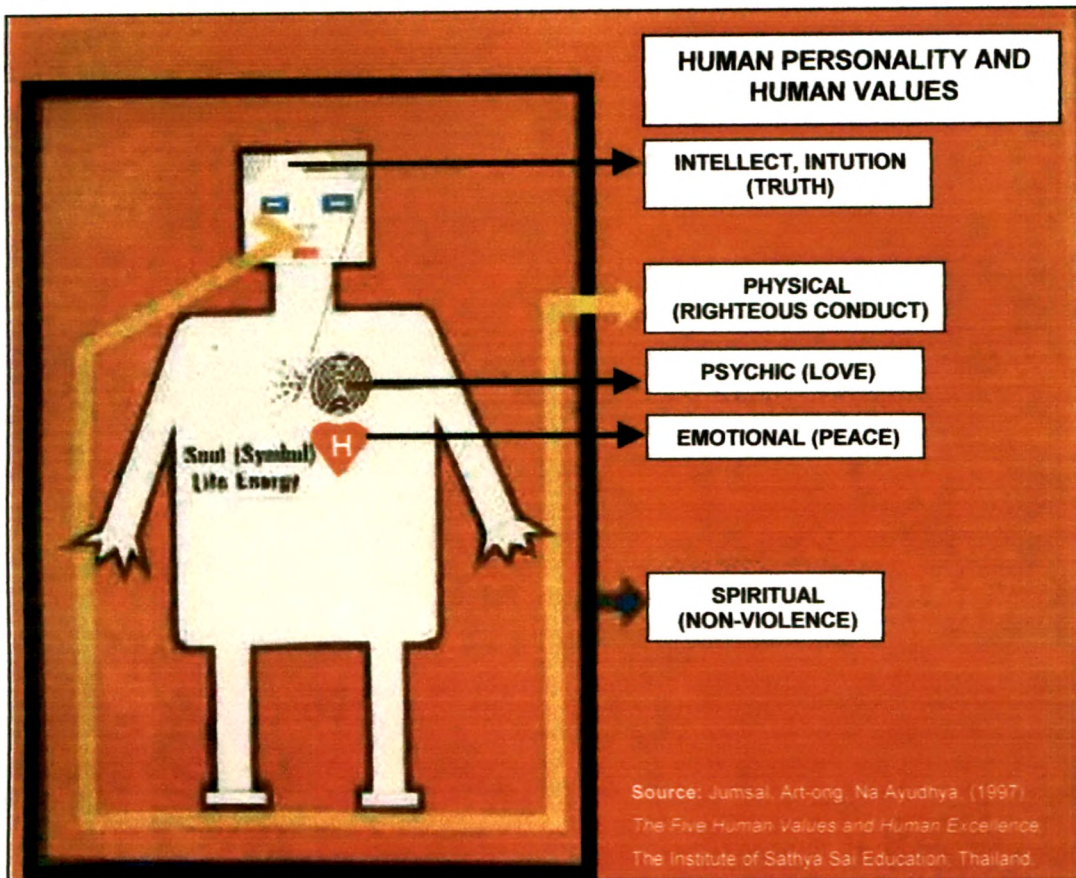 HUMAN PERSONALITY AND
HUMAN VALUES
INTELLECT, INTUTION
(TRUTH)
PHYSICAL
(RIGHTEOUS CONDUCT)
PSYCHIC (LOVE)
EMOTIONAL (PEACE)
H
Soul (Symbol)
Life Energy
SPIRITUAL
(NON-VIOLENCE)
Source: Jumsai, Art-ong, Na Ayudhya, (1997)
The Five Human Values and Human Excellence,
The Institute of Sathya Sai Education, Thailand.